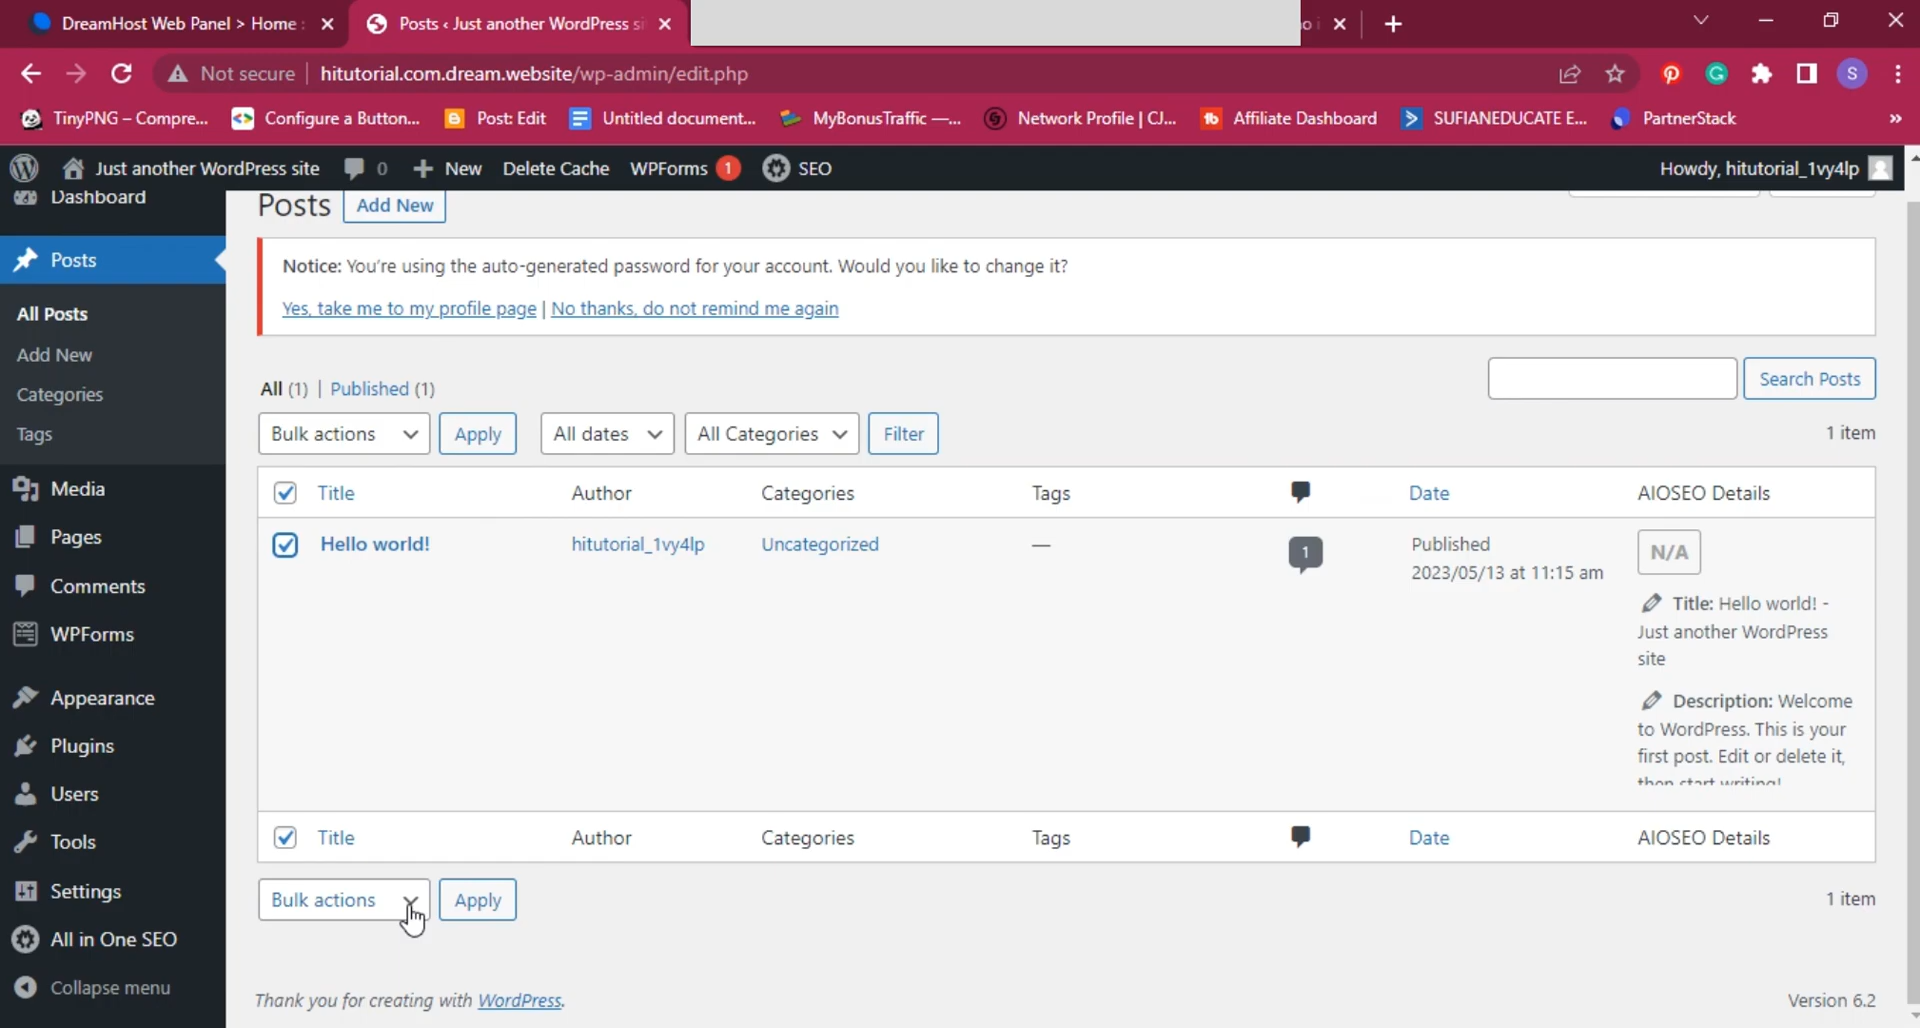 DreamHost Web Panel > Home :
Posts ‹ Just another WordPress si
Not secure hitutorial.com.dream.website/wp-admin/edit.php
S
TinyPNG – Compre...
Configure a Button...
Post: Edit
Untitled document...
MyBonusTraffic —...
Network Profile | CJ...
Affiliate Dashboard
SUFIANEDUCATE E...
PartnerStack
»
Just another WordPress site
0
+ New
Delete Cache
WPForms 1
SEO
Howdy, hitutorial_1vy4lp
Dashboard
Posts
All Posts
Add New
Categories
Tags
Media
Pages
Comments
WPForms
Appearance
Plugins
Users
Tools
Settings
All in One SEO
Collapse menu
Posts Add New
Notice: You're using the auto-generated password for your account. Would you like to change it?
Yes, take me to my profile page | No thanks, do not remind me again
All (1) | Published (1)
Search Posts
Bulk actions Apply All dates All Categories Filter
1 item
Title Author Categories Tags Date AIOSEO Details
Hello world! hitutorial_1vy4lp Uncategorized — 1
Published
2023/05/13 at 11:15 am
N/A
Title: Hello world! -
Just another WordPress
site
Description: Welcome
to WordPress. This is your
first post. Edit or delete it,
then start writing!
Title Author Categories Tags Date AIOSEO Details
Bulk actions Apply
1 item
Thank you for creating with WordPress.
Version 6.2